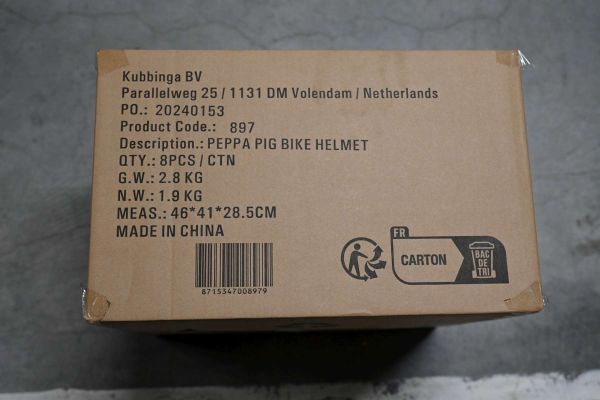 Kubbinga BV
Parallelweg 25 / 1131 DM Volendam / Netherlands
PO.: 20240153
Product Code.: 897
Description.: PEPPA PIG BIKE HELMET
QTY.: 8PCS / CTN
G.W.: 2.8 KG
N.W.: 1.9 KG
MEAS.: 46*41*28.5CM
MADE IN CHINA
8715347008979
FR
CARTON
BAC
DE
TRI